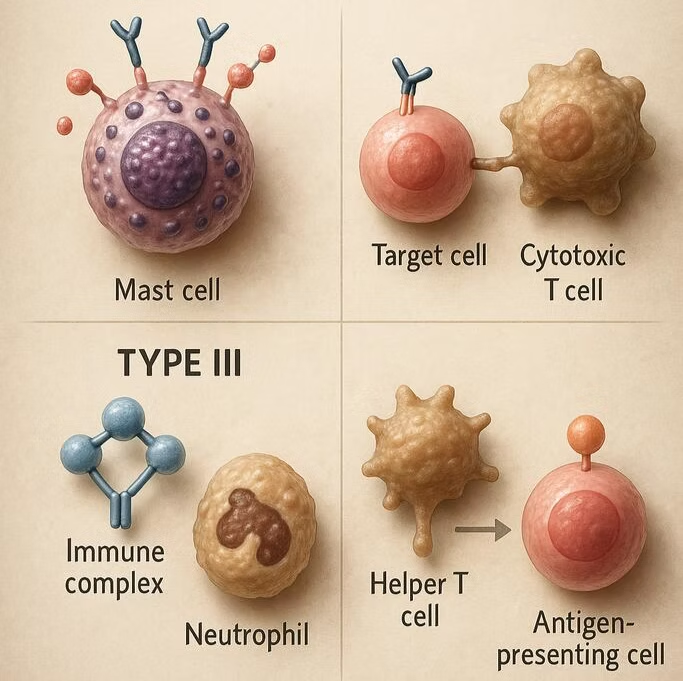 Mast cell
Target cell
Cytotoxic
T cell
TYPE III
Immune
complex
Neutrophil
Helper T
cell
Antigen-
presenting cell